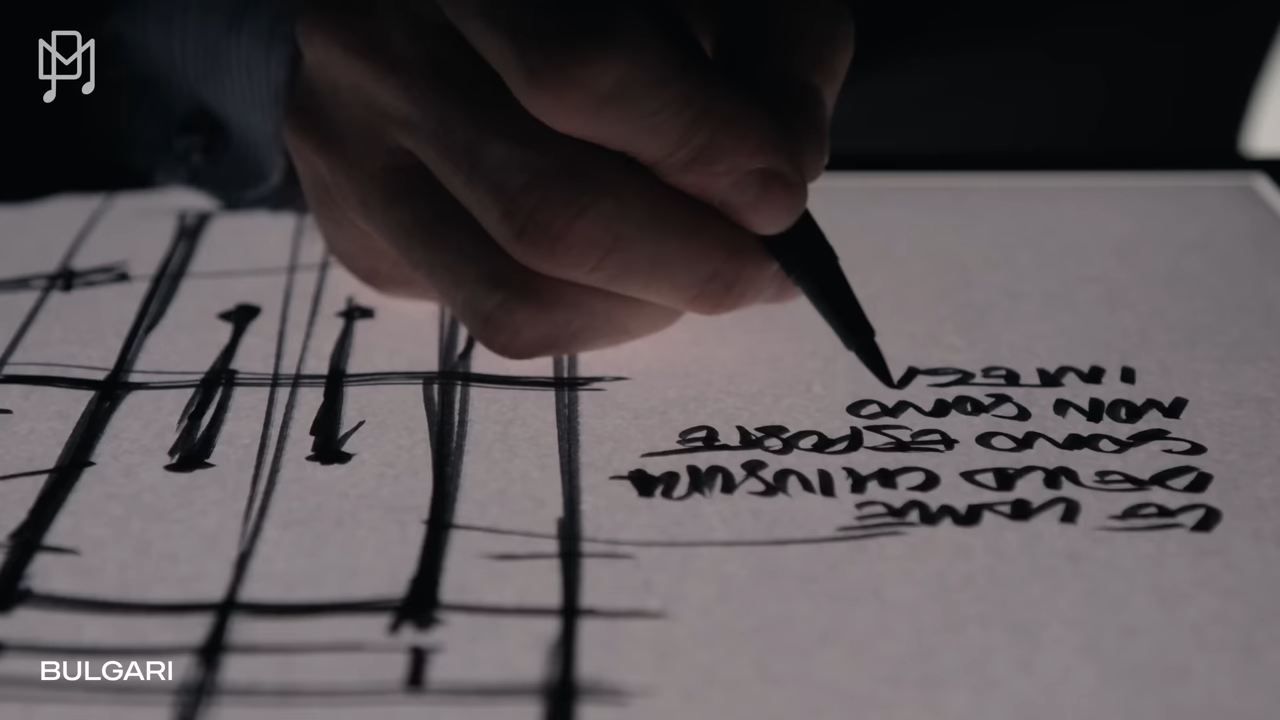 LE LAME
DELLA CHIUSURA
SONO ESPOSTE
NON SONO
BULGARI